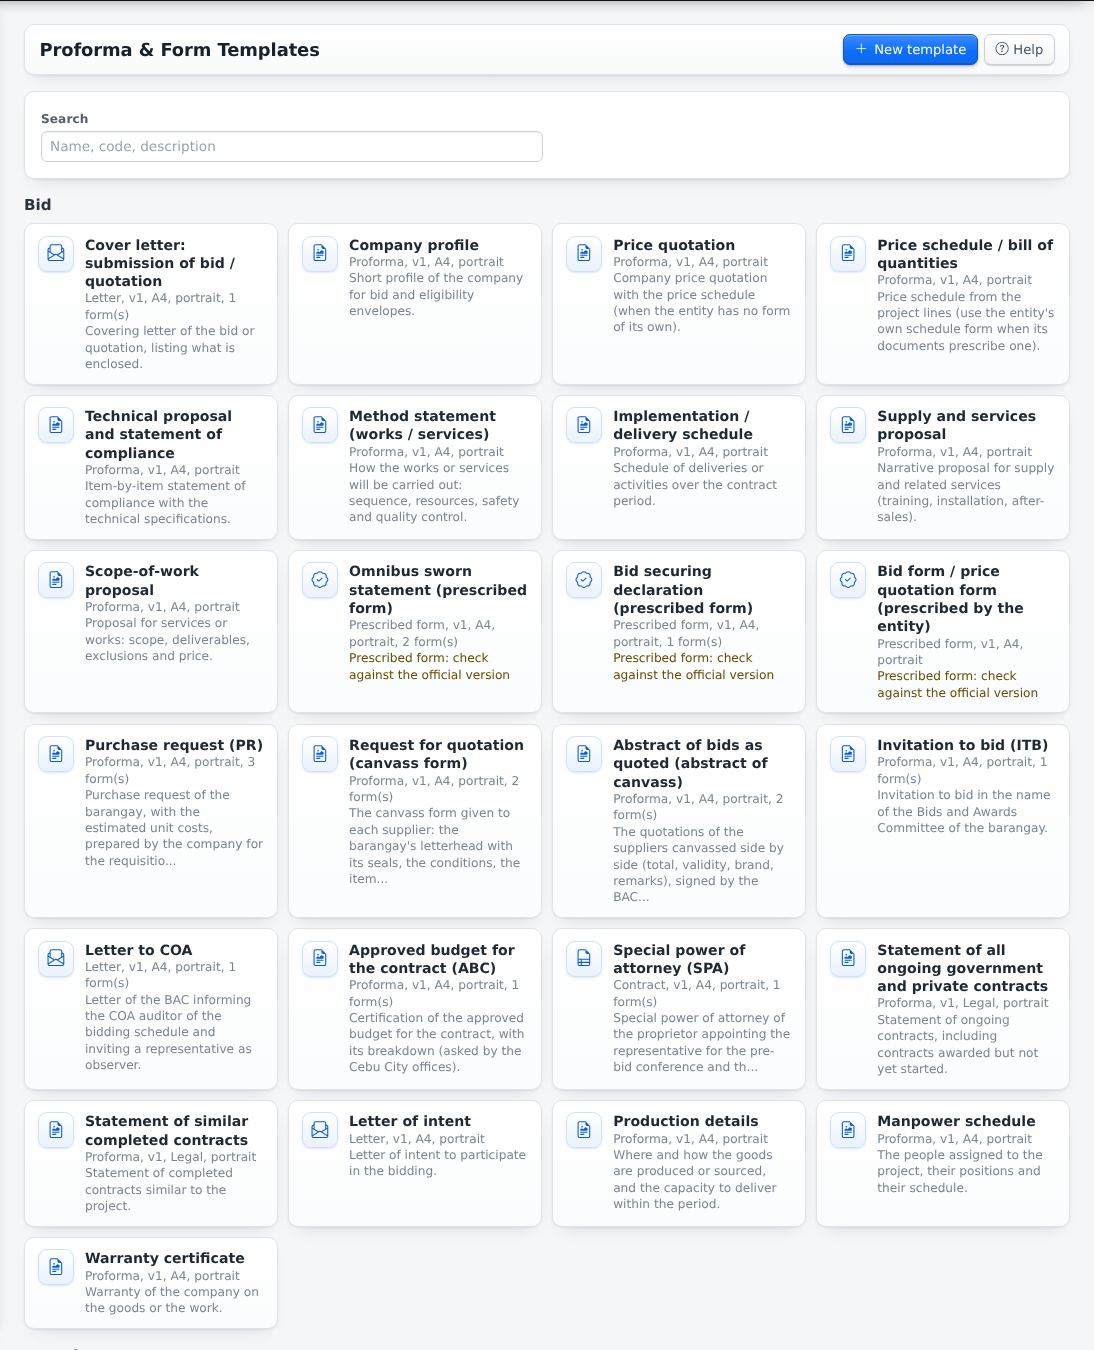 Proforma & Form Templates
New template
Help
Search
Name, code, description
Bid
Cover letter:
submission of bid /
quotation
Letter, v1, A4, portrait, 1
form(s)
Covering letter of the bid or
quotation, listing what is
enclosed.
Company profile
Proforma, v1, A4, portrait
Short profile of the company
for bid and eligibility
envelopes.
Price quotation
Proforma, v1, A4, portrait
Company price quotation
with the price schedule
(when the entity has no form
of its own).
Price schedule / bill of
quantities
Proforma, v1, A4, portrait
Price schedule from the
project lines (use the entity's
own schedule form when its
documents prescribe one).
Technical proposal
and statement of
compliance
Proforma, v1, A4, portrait
Item-by-item statement of
compliance with the
technical specifications.
Method statement
(works / services)
Proforma, v1, A4, portrait
How the works or services
will be carried out:
sequence, resources, safety
and quality control.
Implementation /
delivery schedule
Proforma, v1, A4, portrait
Schedule of deliveries or
activities over the contract
period.
Supply and services
proposal
Proforma, v1, A4, portrait
Narrative proposal for supply
and related services
(training, installation, after-
sales).
Scope-of-work
proposal
Proforma, v1, A4, portrait
Proposal for services or
works: scope, deliverables,
exclusions and price.
Omnibus sworn
statement (prescribed
form)
Prescribed form, v1, A4,
portrait, 2 form(s)
Prescribed form: check
against the official version
Bid securing
declaration
(prescribed form)
Prescribed form, v1, A4,
portrait, 1 form(s)
Prescribed form: check
against the official version
Bid form / price
quotation form
(prescribed by the
entity)
Prescribed form, v1, A4,
portrait
Prescribed form: check
against the official version
Purchase request (PR)
Proforma, v1, A4, portrait, 3
form(s)
Purchase request of the
barangay, with the
estimated unit costs,
prepared by the company for
the requisitio...
Request for quotation
(canvass form)
Proforma, v1, A4, portrait, 2
form(s)
The canvass form given to
each supplier: the
barangay's letterhead with
its seals, the conditions, the
item...
Abstract of bids as
quoted (abstract of
canvass)
Proforma, v1, A4, portrait, 2
form(s)
The quotations of the
suppliers canvassed side by
side (total, validity, brand,
remarks), signed by the
BAC...
Invitation to bid (ITB)
Proforma, v1, A4, portrait, 1
form(s)
Invitation to bid in the name
of the Bids and Awards
Committee of the barangay.
Letter to COA
Letter, v1, A4, portrait, 1
form(s)
Letter of the BAC informing
the COA auditor of the
bidding schedule and
inviting a representative as
observer.
Approved budget for
the contract (ABC)
Proforma, v1, A4, portrait, 1
form(s)
Certification of the approved
budget for the contract, with
its breakdown (asked by the
Cebu City offices).
Special power of
attorney (SPA)
Contract, v1, A4, portrait, 1
form(s)
Special power of attorney of
the proprietor appointing the
representative for the pre-
bid conference and th...
Statement of all
ongoing government
and private contracts
Proforma, v1, Legal, portrait
Statement of ongoing
contracts, including
contracts awarded but not
yet started.
Statement of similar
completed contracts
Proforma, v1, Legal, portrait
Statement of completed
contracts similar to the
project.
Letter of intent
Letter, v1, A4, portrait
Letter of intent to participate
in the bidding.
Production details
Proforma, v1, A4, portrait
Where and how the goods
are produced or sourced,
and the capacity to deliver
within the period.
Manpower schedule
Proforma, v1, A4, portrait
The people assigned to the
project, their positions and
their schedule.
Warranty certificate
Proforma, v1, A4, portrait
Warranty of the company on
the goods or the work.